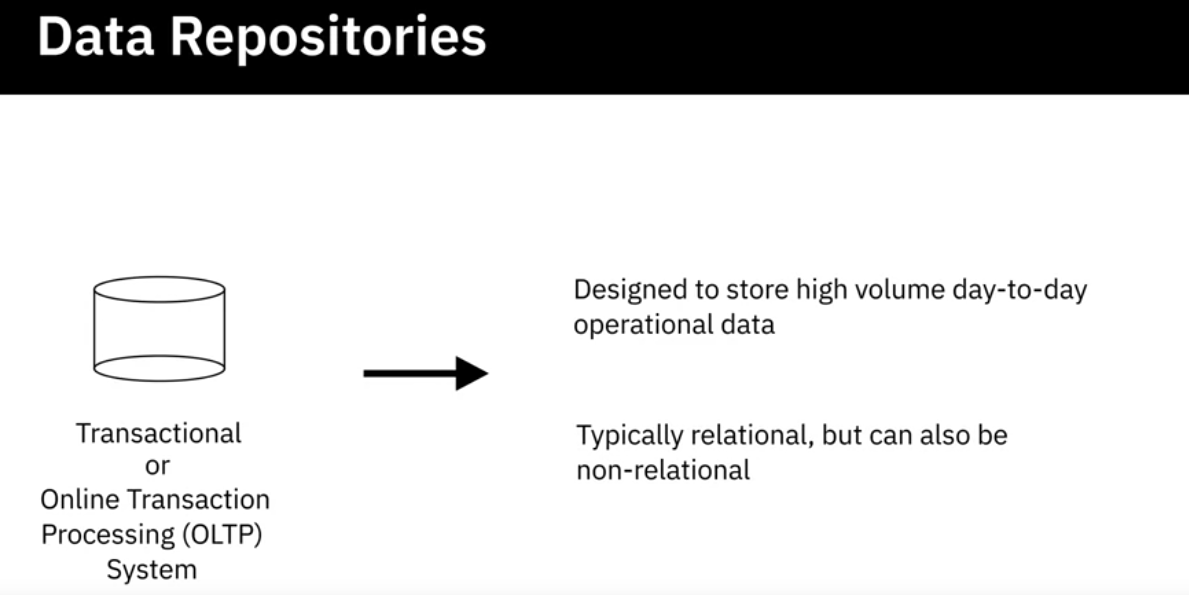 Data Repositories
Designed to store high volume day-to-day
operational data
Typically relational, but can also be
non-relational
Transactional
or
Online Transaction
Processing (OLTP)
System